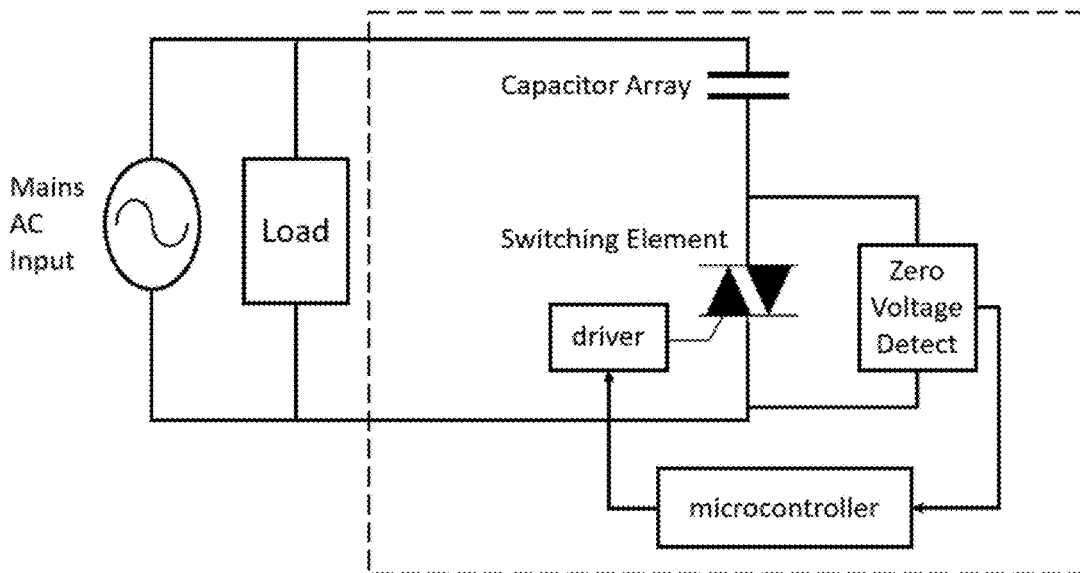 Capacitor Array
Mains
AC
Input
Load
Switching Element
Zero
Voltage
Detect
driver
microcontroller